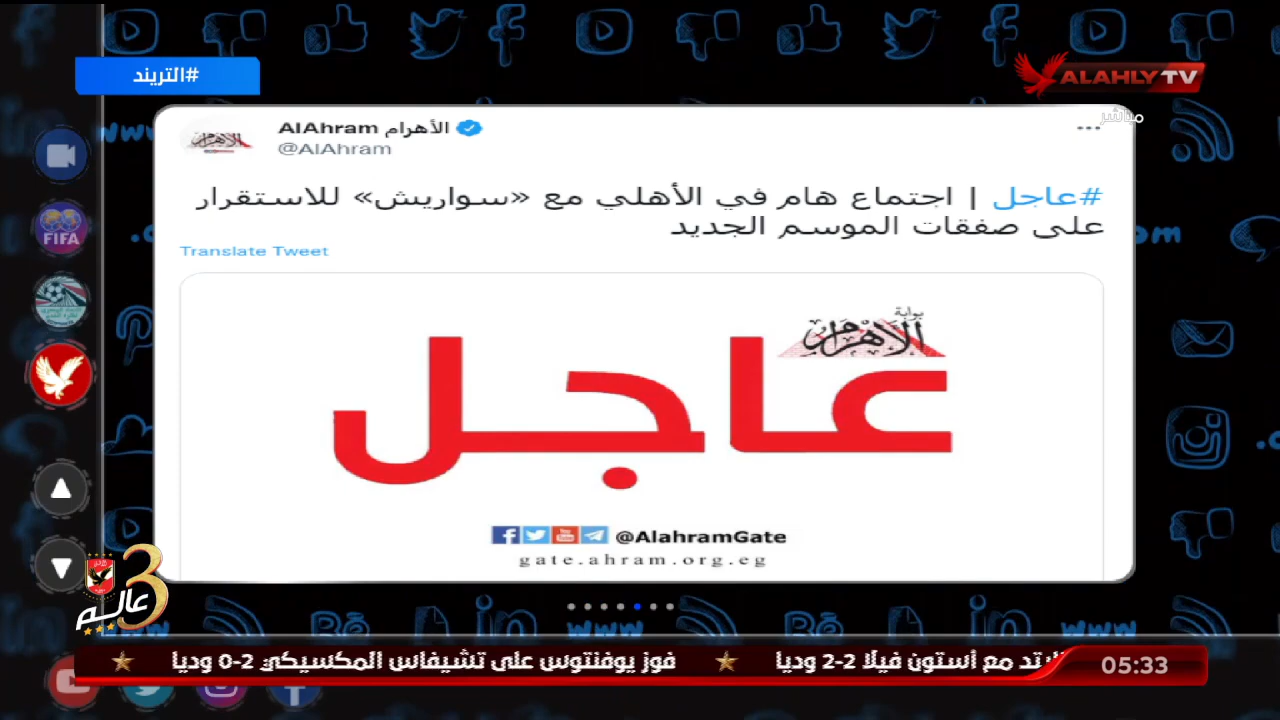 #التريند
ALAHLY TV
مباشر
AlAhram الأهرام
@AlAhram
#عاجل | اجتماع هام في الأهلي مع «سواريش» للاستقرار
على صفقات الموسم الجديد
Translate Tweet
بوابة
الأهرام
عاجل
@AlahramGate
gate.ahram.org.eg
FIFA
3
عالم
مع أستون فيلا 2-2 وديا ★ فوز يوفنتوس على تشيفاس المكسيكي 2-0 وديا ★
05:33